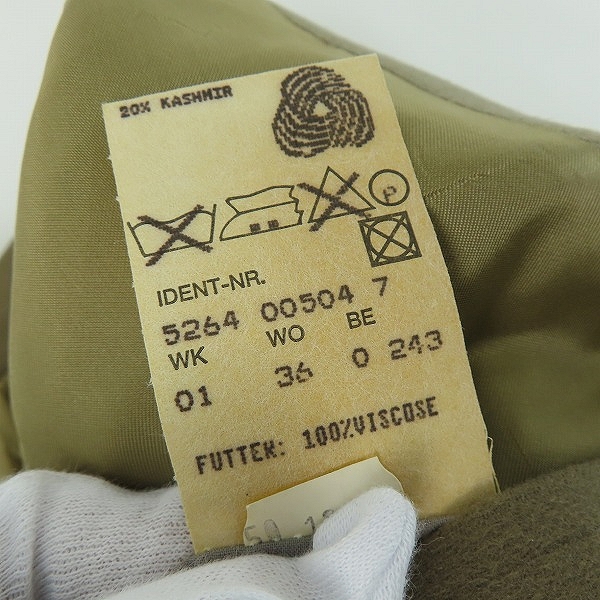 20% KASHMIR
P
IDENT-NR.
5264 00504 7
WK WO BE
01 36 0 243
FUTTER: 100%VISCOSE